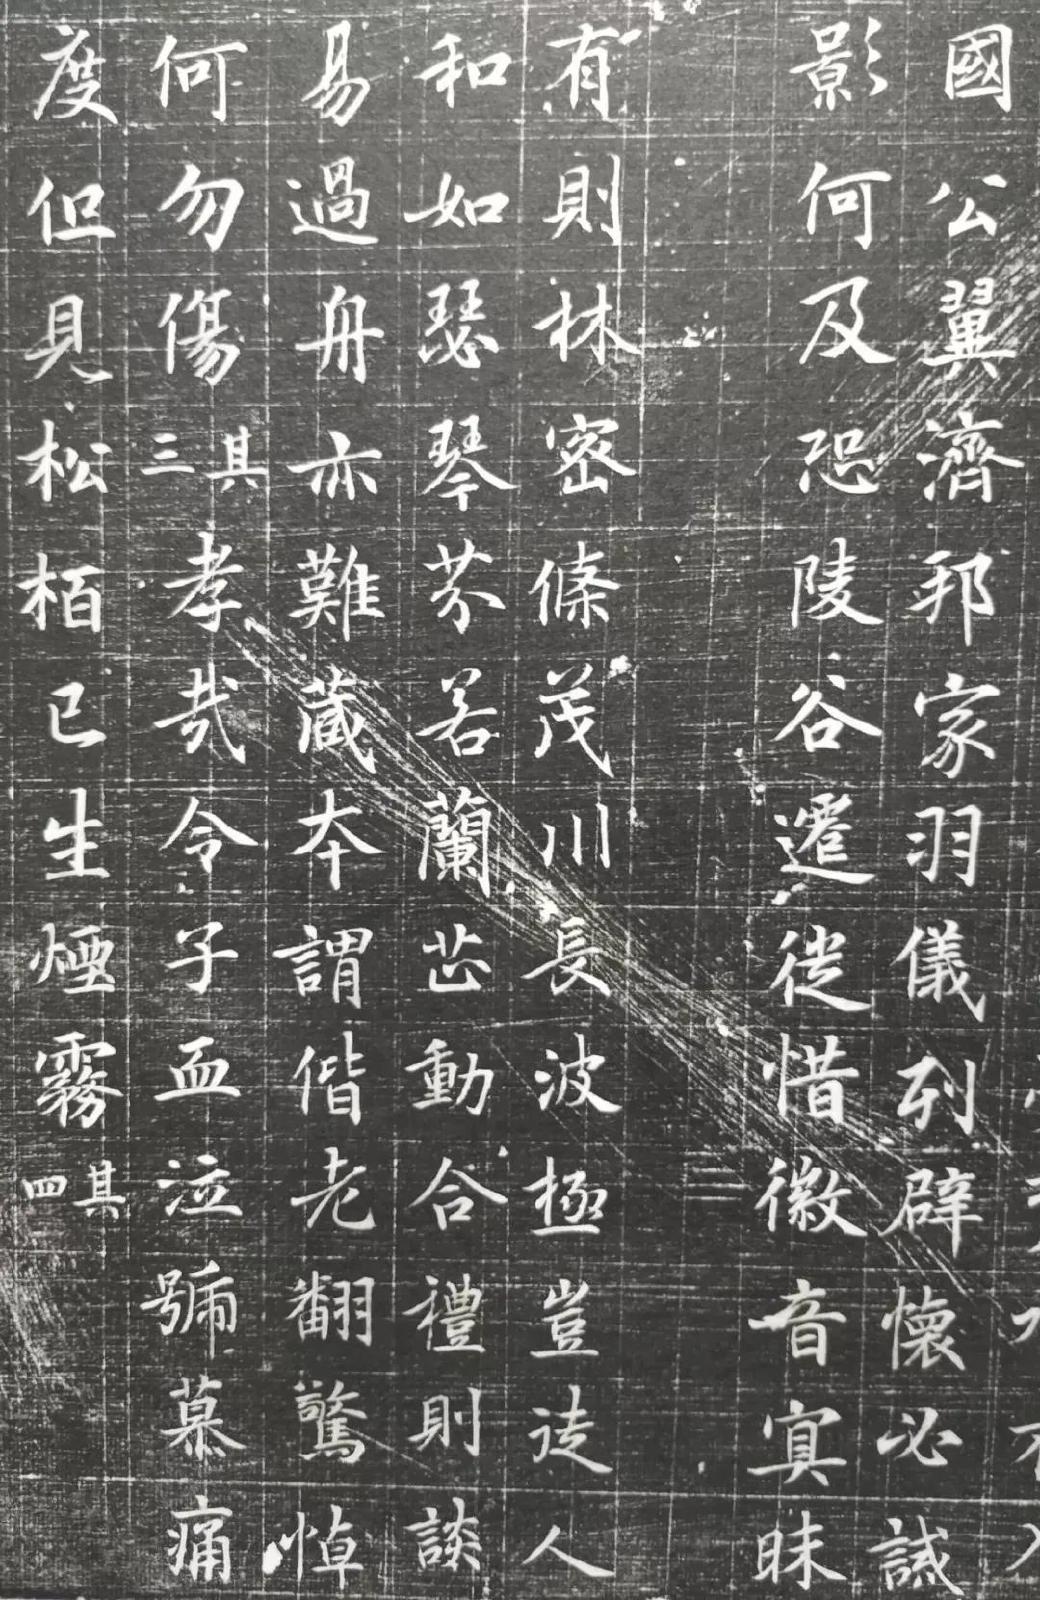 國公翼濟邦家羽儀列辟懷必誠
影何及恐陵谷遷徙惜徽音寘昧
有則林密條茂川長波極豈徒人
和如瑟琴芬若蘭芷動合禮則談
易過舟亦難蔵本謂偕老翻驚悼
何勿傷其三孝哉令子血泣號慕痛
度但見松栢已生煙霧其四